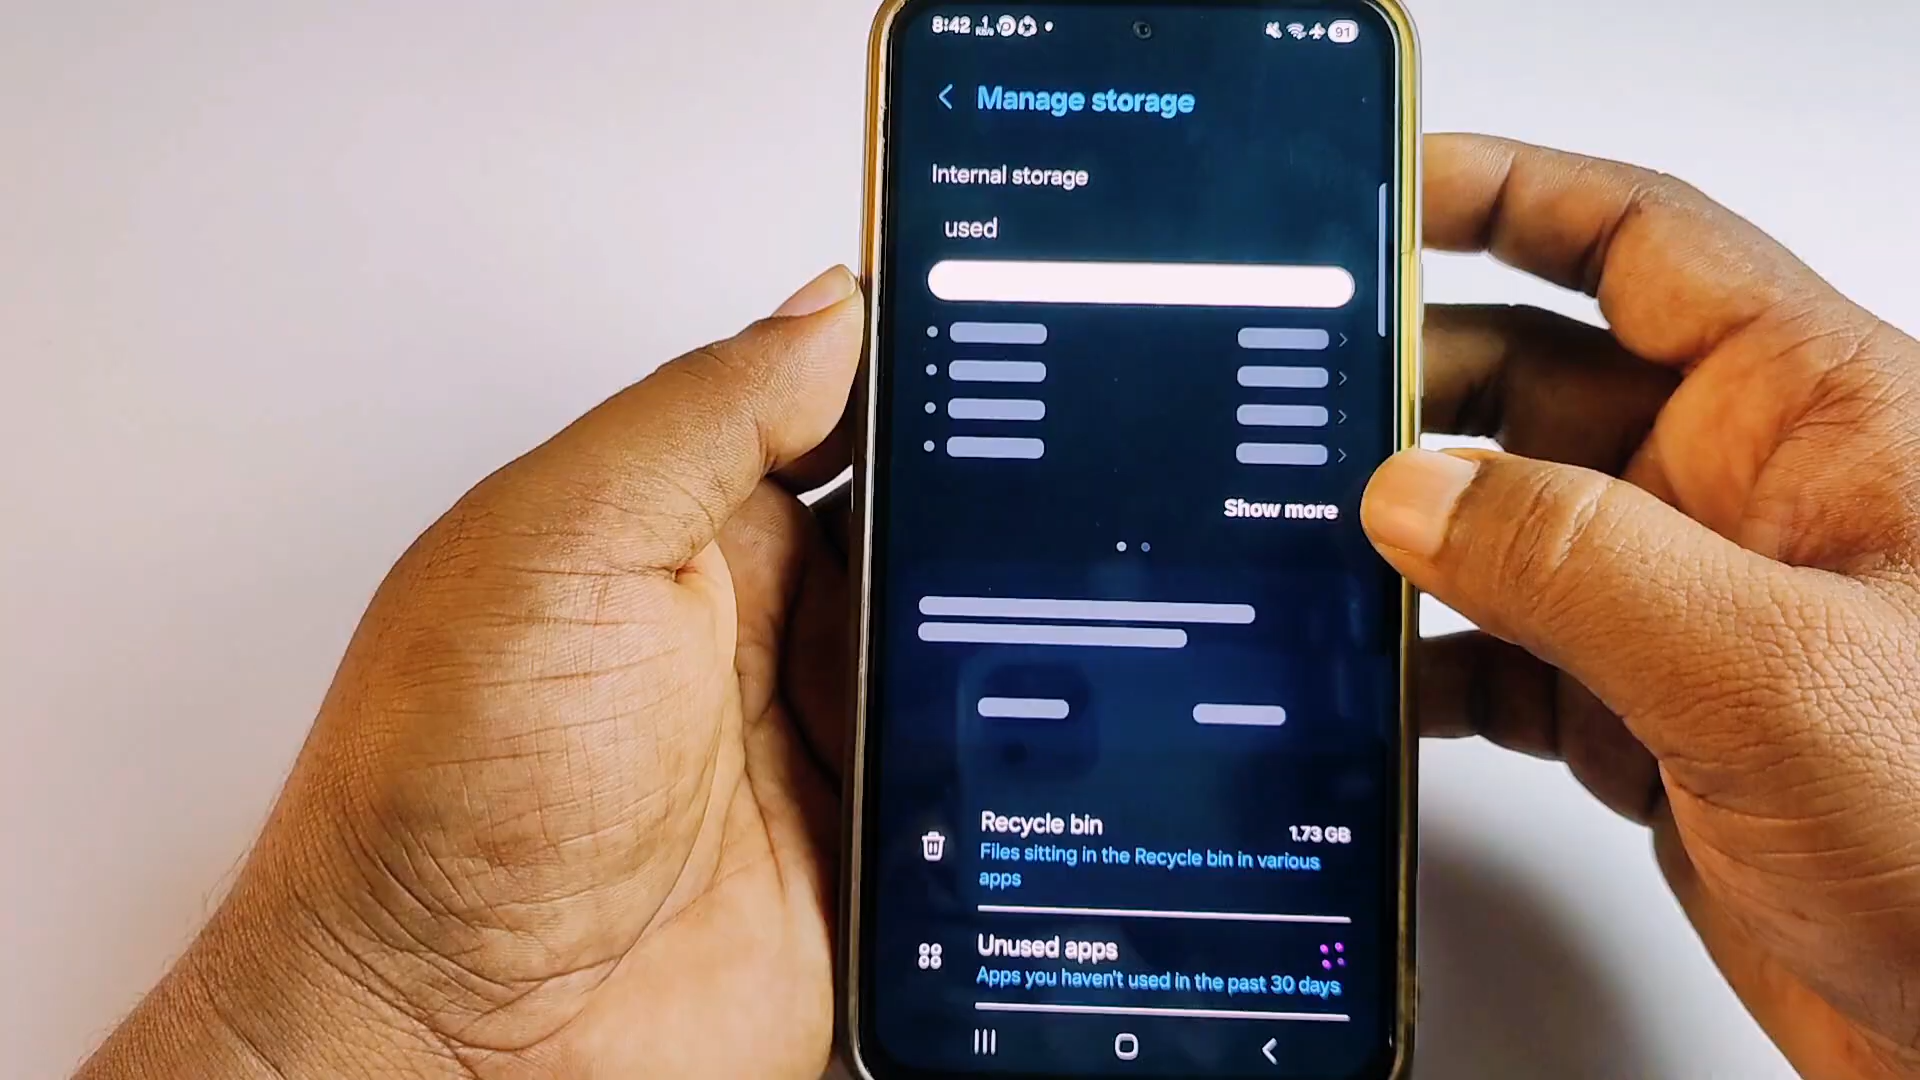 8:42
91
Manage storage
Internal storage
used
Show more
Recycle bin
1.73 GB
Files sitting in the Recycle bin in various
apps
Unused apps
Apps you haven't used in the past 30 days